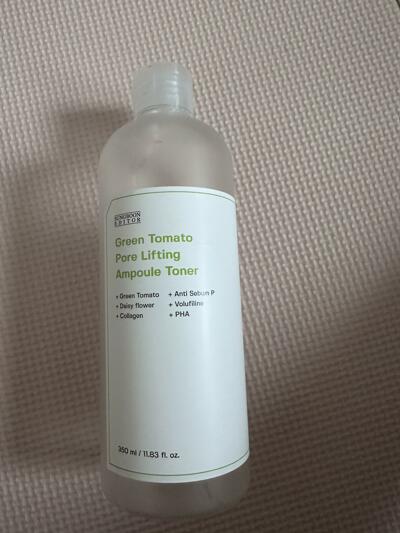 SUNGBOON
EDITOR
Green Tomato
Pore Lifting
Ampoule Toner
+ Green Tomato + Anti Sebum P
+ Daisy flower + Volufiline
+ Collagen + PHA
350 ml / 11.83 fl. oz.